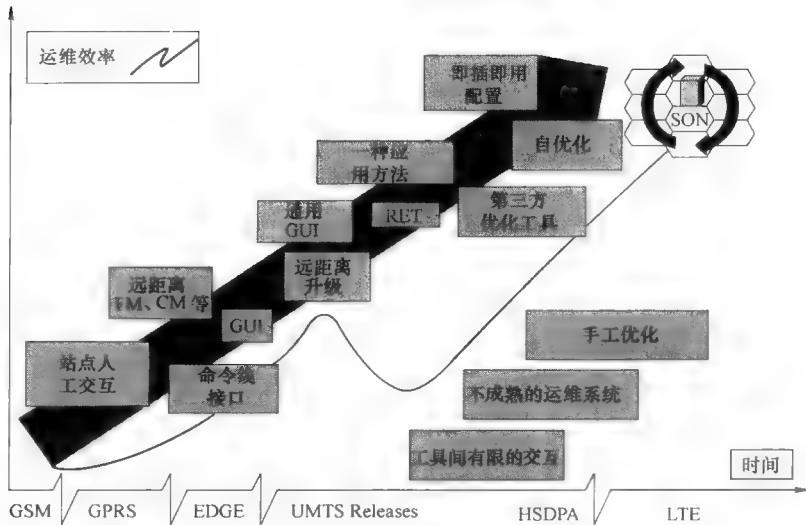 运维效率
即插即用
配置
SON
自优化
一种应
用方法
第三方
优化工具
RET
通用
GUI
远距离
升级
远距离
FM、CM 等
GUI
手工优化
站点人
工交互
命令线
接口
不成熟的运维系统
工具间有限的交互
时间
GSM
GPRS
EDGE
UMTS Releases
HSDPA
LTE